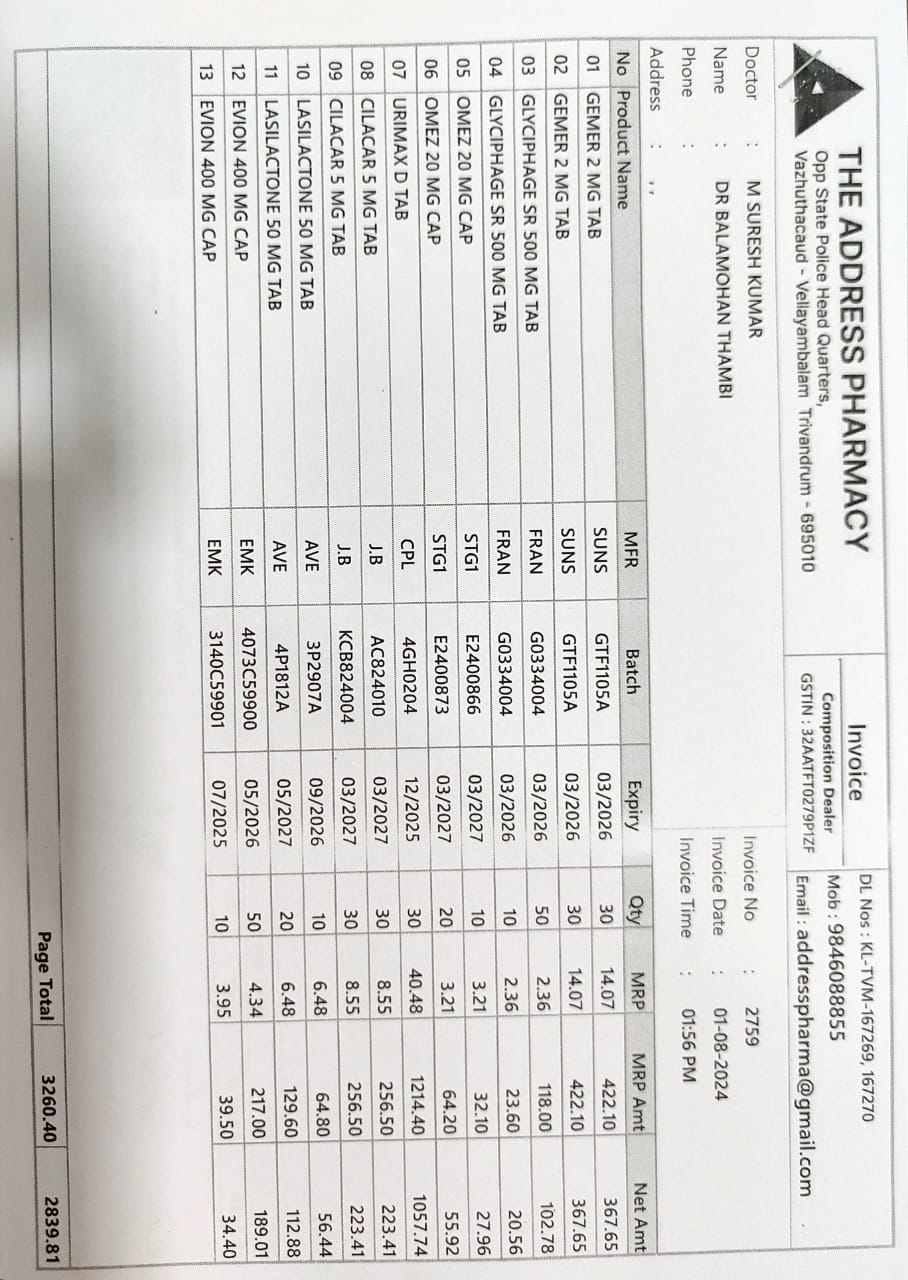 THE ADDRESS PHARMACY
Opp State Police Head Quarters,
Vazhuthacaud - Vellayambalam Trivandrum - 695010
Invoice
Composition Dealer
GSTIN : 32AATFT0279P1ZF
DL Nos : KL-TVM-167269, 167270
Mob : 9846088855
Email : addresspharma@gmail.com
Doctor : M SURESH KUMAR
Name : DR BALAMOHAN THAMBI
Phone :
Address : , ,
Invoice No : 2759
Invoice Date : 01-08-2024
Invoice Time : 01:56 PM
No Product Name MFR Batch Expiry Qty MRP MRP Amt Net Amt
01 GEMER 2 MG TAB SUNS GTF1105A 03/2026 30 14.07 422.10 367.65
02 GEMER 2 MG TAB SUNS GTF1105A 03/2026 30 14.07 422.10 367.65
03 GLYCIPHAGE SR 500 MG TAB FRAN G0334004 03/2026 50 2.36 118.00 102.78
04 GLYCIPHAGE SR 500 MG TAB FRAN G0334004 03/2026 10 2.36 23.60 20.56
05 OMEZ 20 MG CAP STG1 E2400866 03/2027 10 3.21 32.10 27.96
06 OMEZ 20 MG CAP STG1 E2400873 03/2027 20 3.21 64.20 55.92
07 URIMAX D TAB CPL 4GH0204 12/2025 30 40.48 1214.40 1057.74
08 CILACAR 5 MG TAB J.B AC824010 03/2027 30 8.55 256.50 223.41
09 CILACAR 5 MG TAB J.B KCB824004 03/2027 30 8.55 256.50 223.41
10 LASILACTONE 50 MG TAB AVE 3P2907A 09/2026 10 6.48 64.80 56.44
11 LASILACTONE 50 MG TAB AVE 4P1812A 05/2027 20 6.48 129.60 112.88
12 EVION 400 MG CAP EMK 4073C59900 05/2026 50 4.34 217.00 189.01
13 EVION 400 MG CAP EMK 3140C59901 07/2025 10 3.95 39.50 34.40
Page Total 3260.40 2839.81